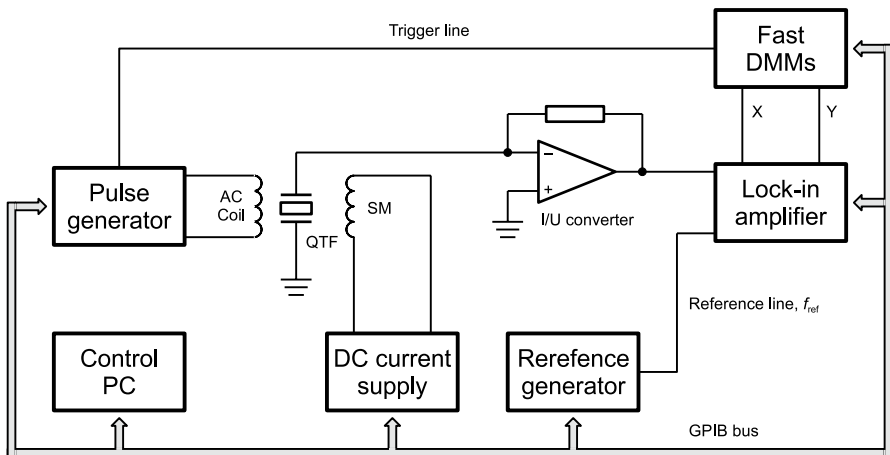 Trigger line
Fast
DMMs
X
Y
Pulse
generator
AC
Coil
QTF
SM
−
+
I/U converter
Lock-in
amplifier
Reference line, fref
Control
PC
DC current
supply
Rerefence
generator
GPIB bus